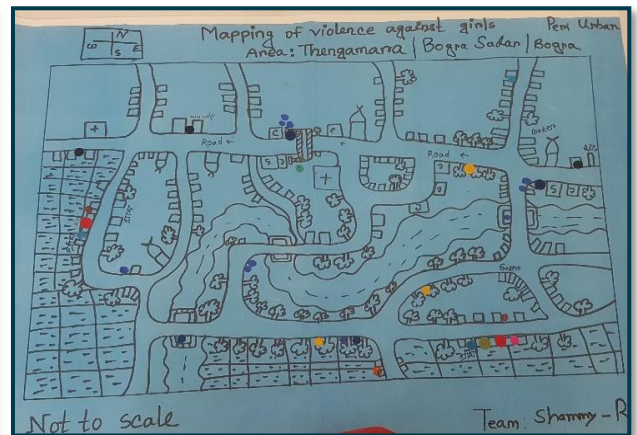 Mapping of violence against girls
Peri Urban
Area: Thengamara / Bogra Sadar / Bogra
N
W E
S
Road ←
Road ←
Not to scale
Team: Shammy - R